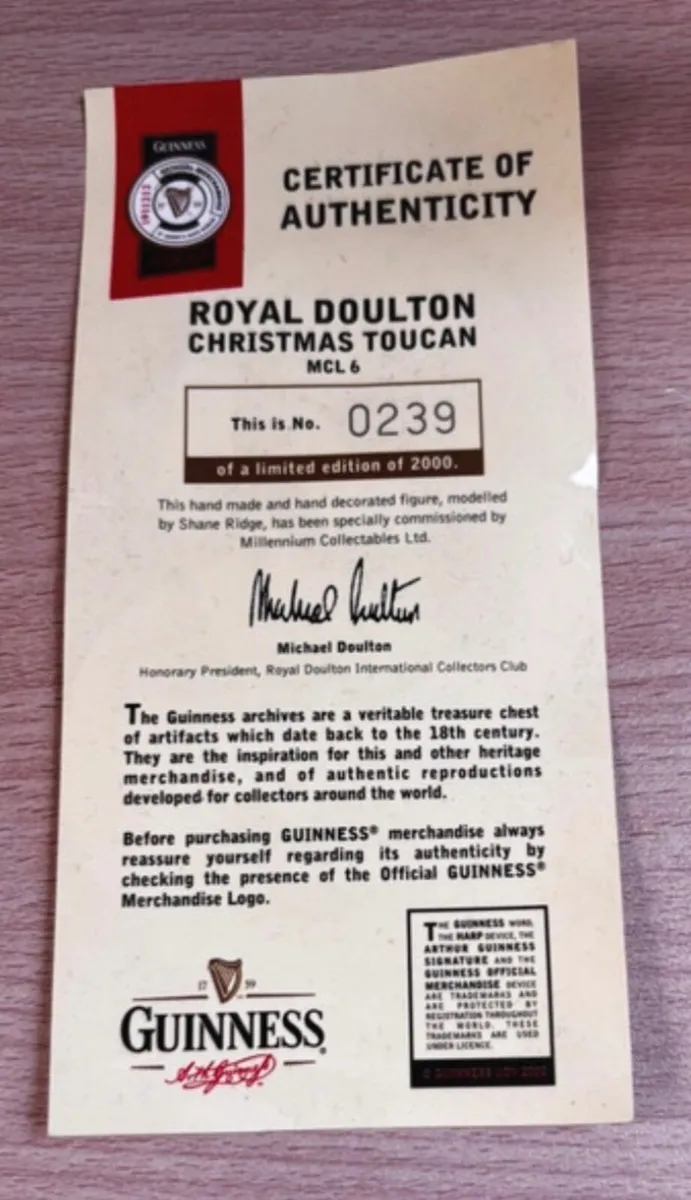 GUINNESS
OFFICIAL
CERTIFICATE OF
AUTHENTICITY
ROYAL DOULTON
CHRISTMAS TOUCAN
MCL 6
This is No. 0239
of a limited edition of 2000.
This hand made and hand decorated figure, modelled
by Shane Ridge, has been specially commissioned by
Millennium Collectables Ltd.
Michael Doulton
Michael Doulton
Honorary President, Royal Doulton International Collectors Club
The Guinness archives are a veritable treasure chest
of artifacts which date back to the 18th century.
They are the inspiration for this and other heritage
merchandise, and of authentic reproductions
developed for collectors around the world.
Before purchasing GUINNESS® merchandise always
reassure yourself regarding its authenticity by
checking the presence of the Official GUINNESS®
Merchandise Logo.
17 59
GUINNESS®
THE GUINNESS WORD,
THE HARP DEVICE, THE
ARTHUR GUINNESS
SIGNATURE AND THE
GUINNESS OFFICIAL
MERCHANDISE DEVICE
ARE TRADEMARKS AND
ARE PROTECTED BY
REGISTRATION THROUGHOUT
THE WORLD. THESE
TRADEMARKS ARE USED
UNDER LICENCE.